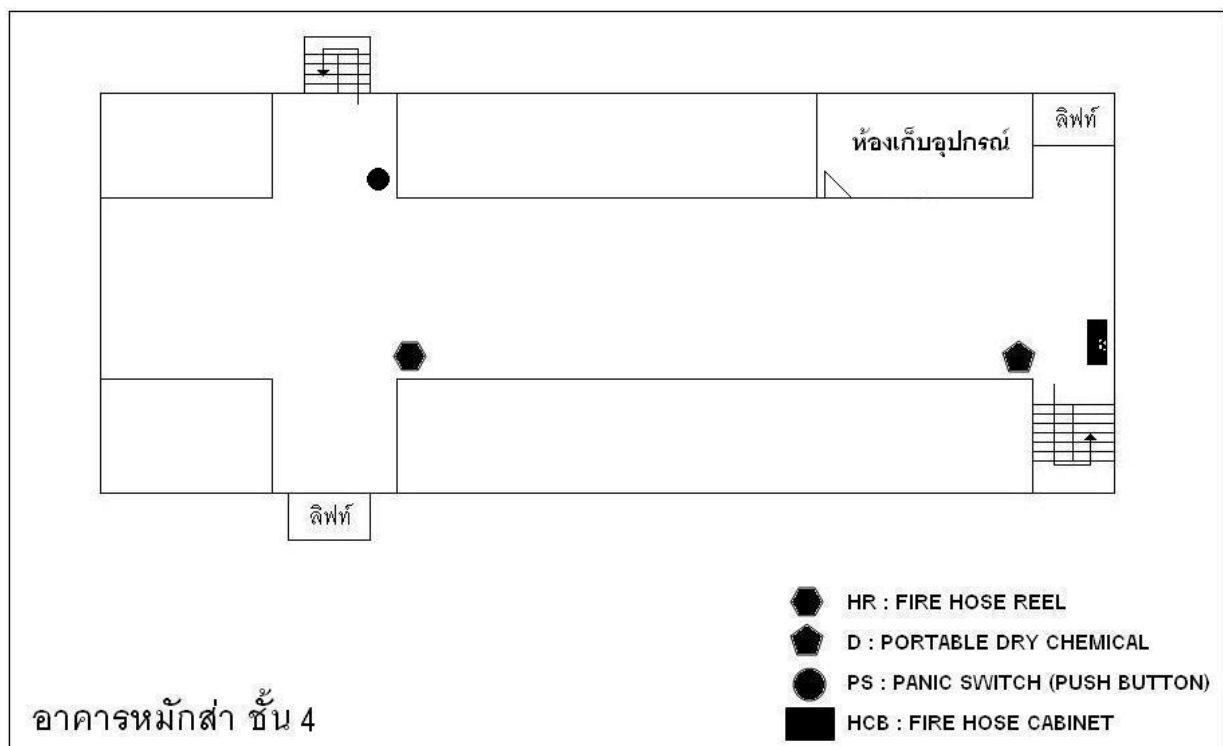 ลิฟท์
ห้องเก็บอุปกรณ์
ลิฟท์
HR : FIRE HOSE REEL
D : PORTABLE DRY CHEMICAL
PS : PANIC SWITCH (PUSH BUTTON)
HCB : FIRE HOSE CABINET
อาคารหมักส่า ชั้น 4